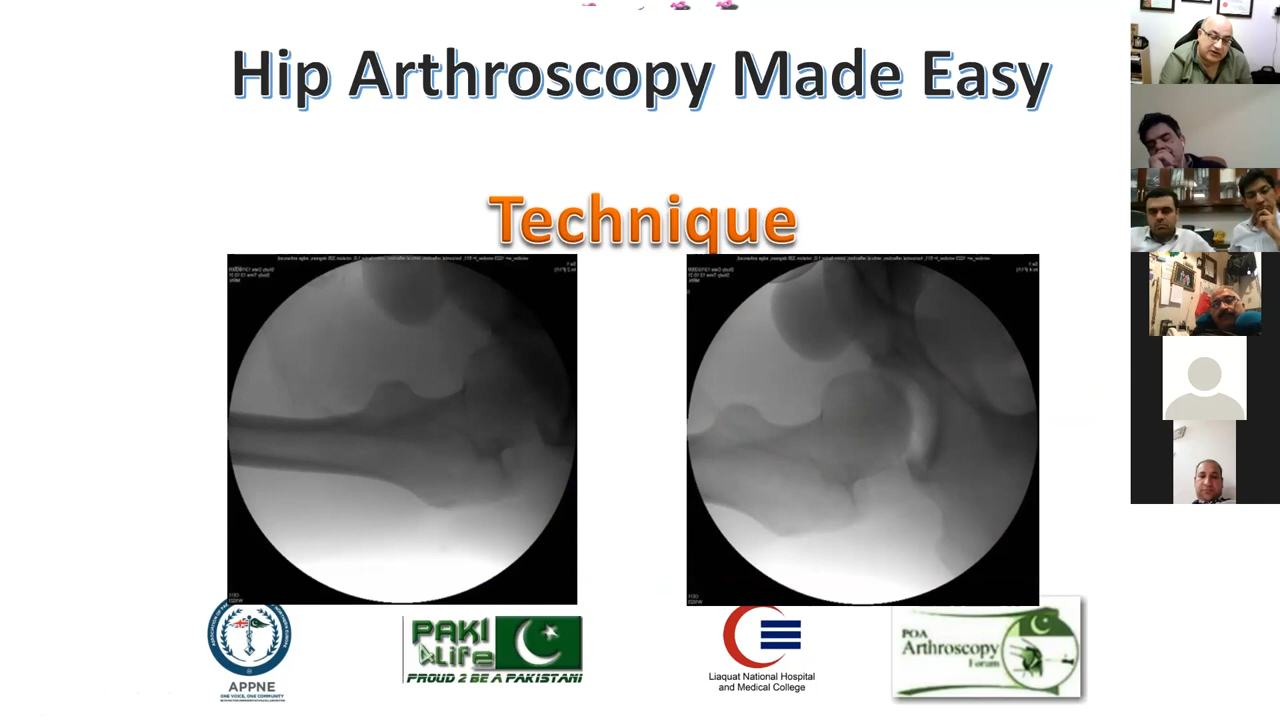 Hip Arthroscopy Made Easy
Technique
APPNE
ONE VOICE, ONE COMMUNITY
PAKI
Life
PROUD 2 BE A PAKISTANI
Liaquat National Hospital
and Medical College
POA
Arthroscopy
Forum